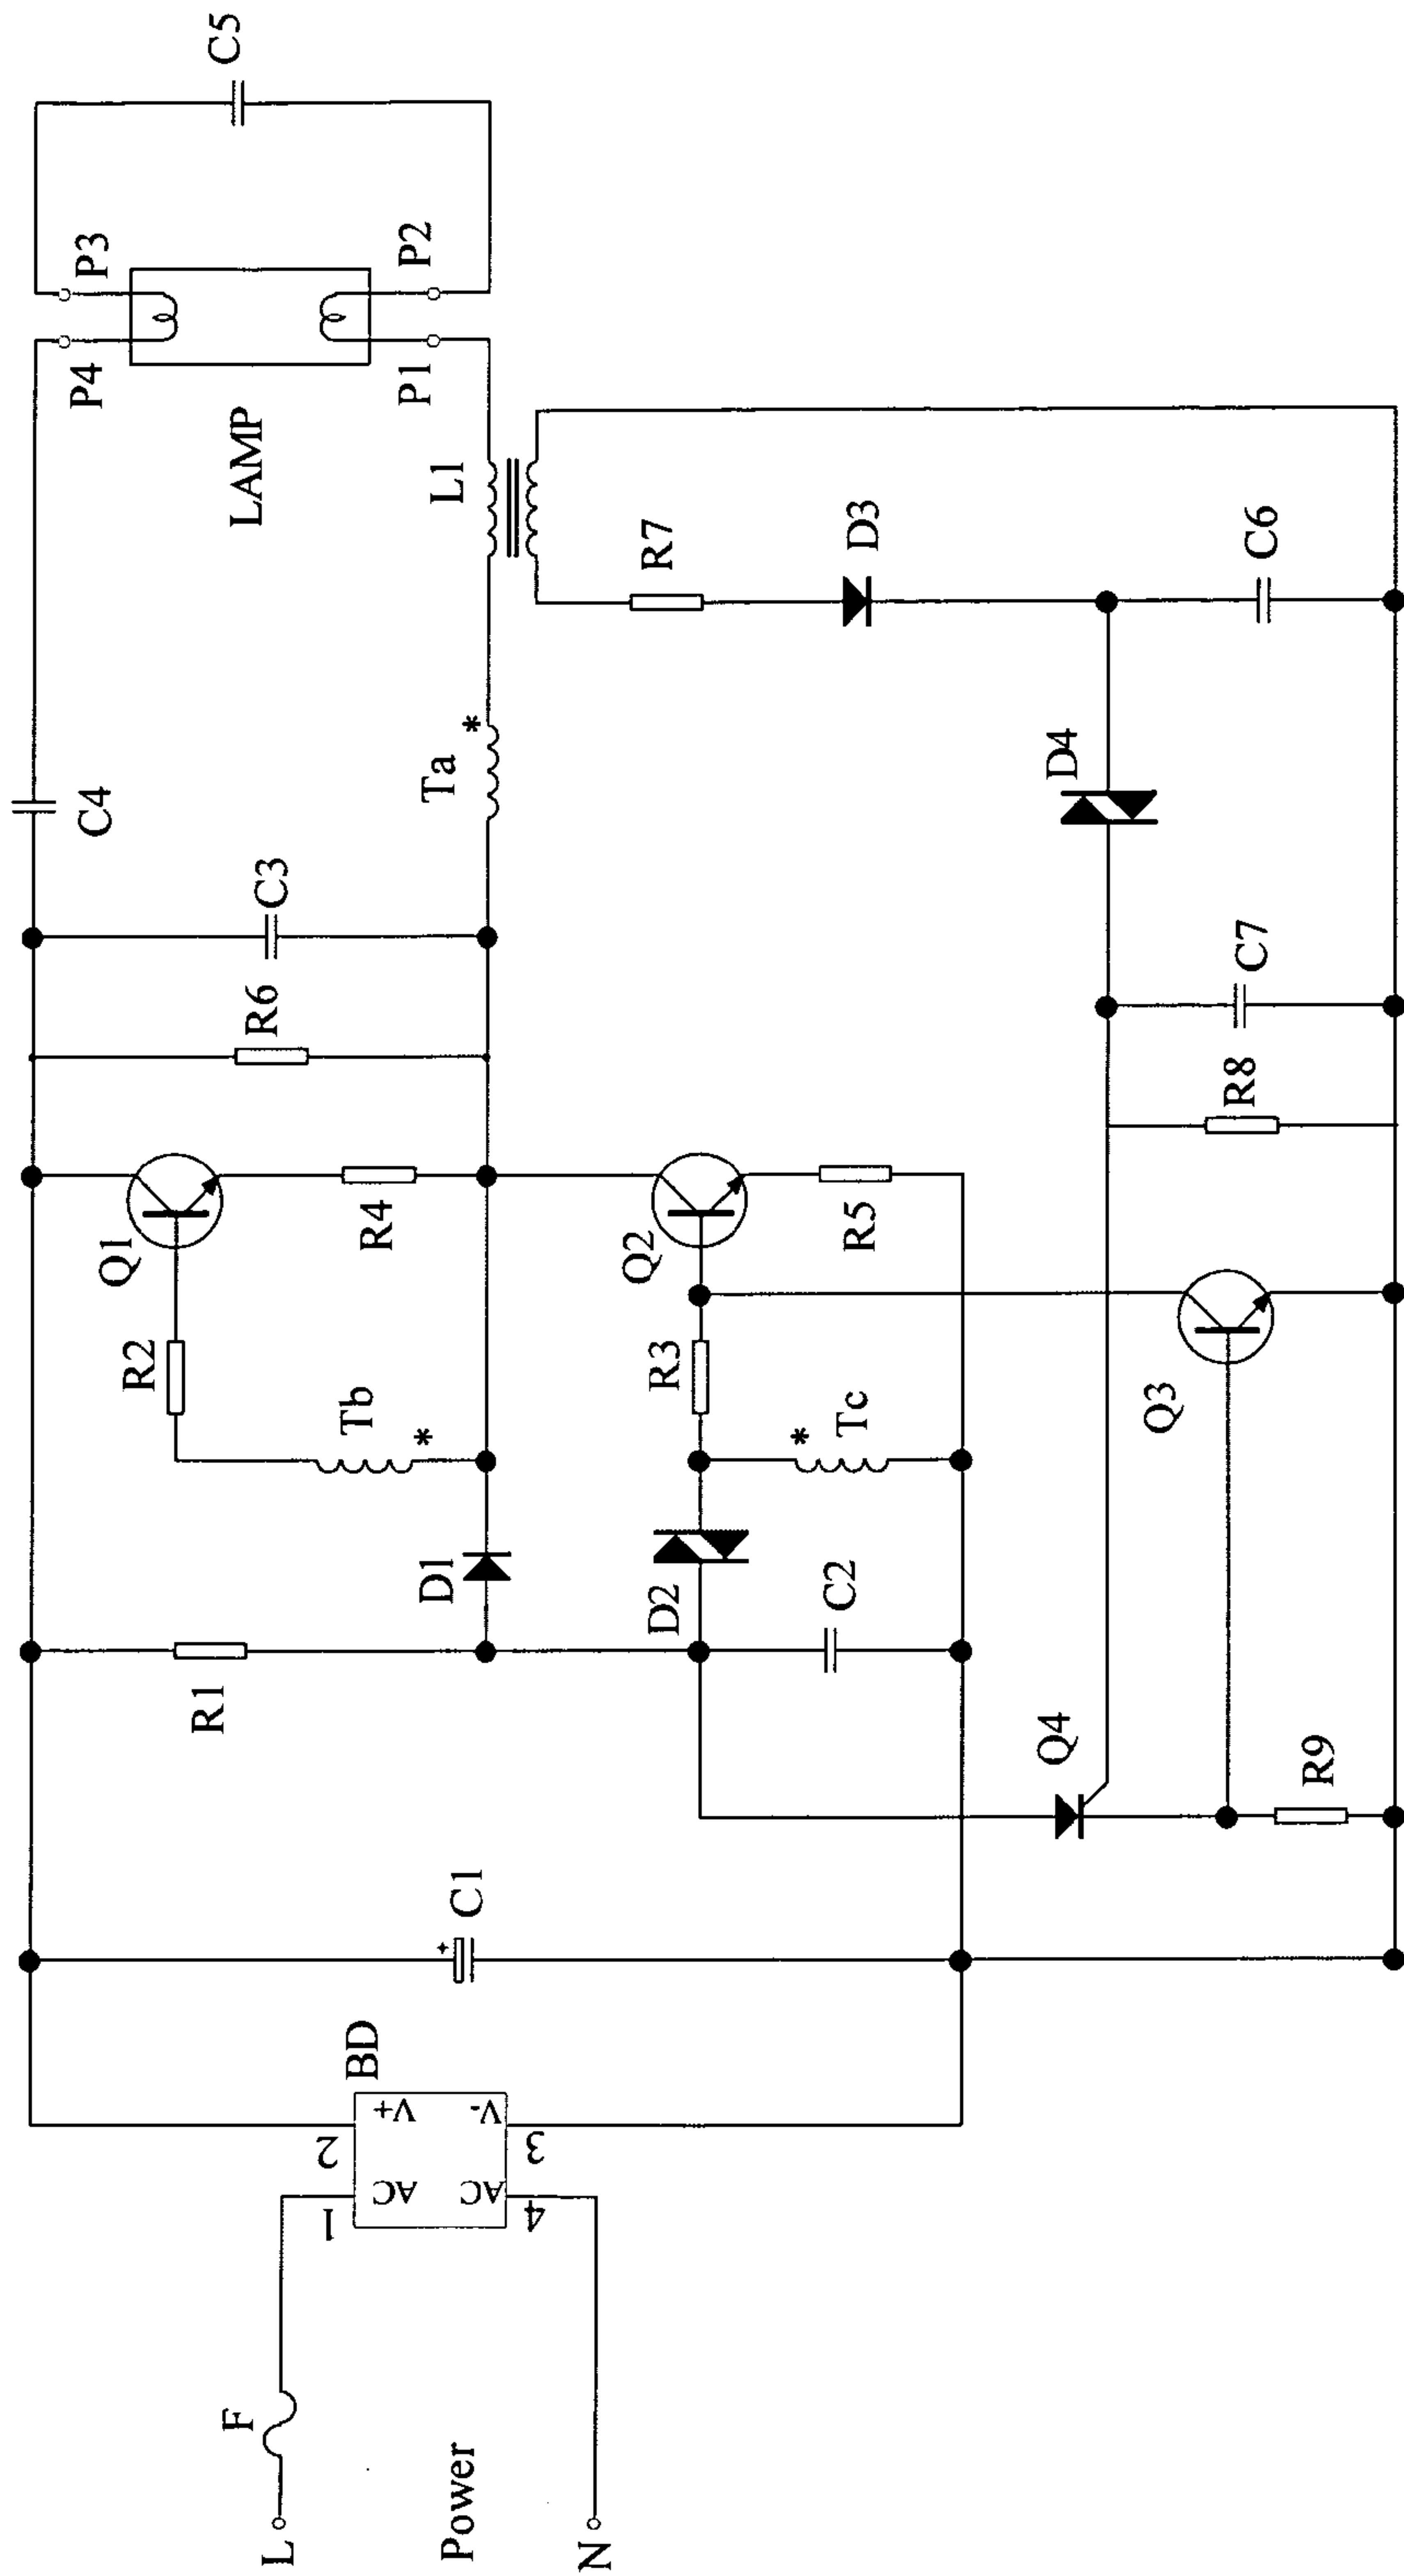 L
F
Power
N
1
2
AC
V+
BD
AC
V-
4
3
C1
+
R1
D1
D2
C2
Q4
R9
Tb
*
R2
Q1
R4
R3
*
Tc
Q2
R5
Q3
R6
C3
R8
C7
C4
Ta
*
D4
L1
R7
D3
C6
LAMP
P4
P3
P1
P2
C5